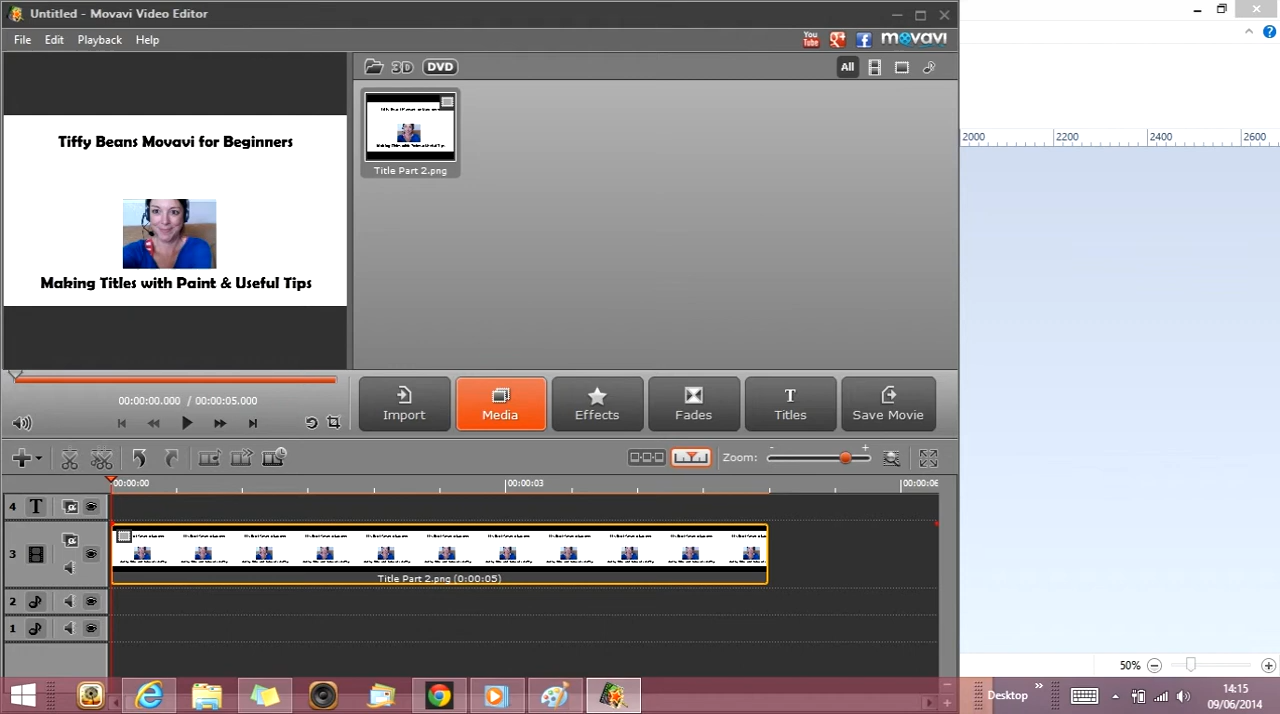 Untitled - Movavi Video Editor
File Edit Playback Help
You Tube
movavi
3D DVD
All
Title Part 2.png
Tiffy Beans Movavi for Beginners
Making Titles with Paint & Useful Tips
2000 2200 2400 2600
00:00:00.000 / 00:00:05.000
Import Media Effects Fades Titles Save Movie
Zoom:
00:00:00 00:00:03 00:00:06
4 T
3
Title Part 2.png (0:00:05)
2
1
50%
Desktop
14:15
09/06/2014